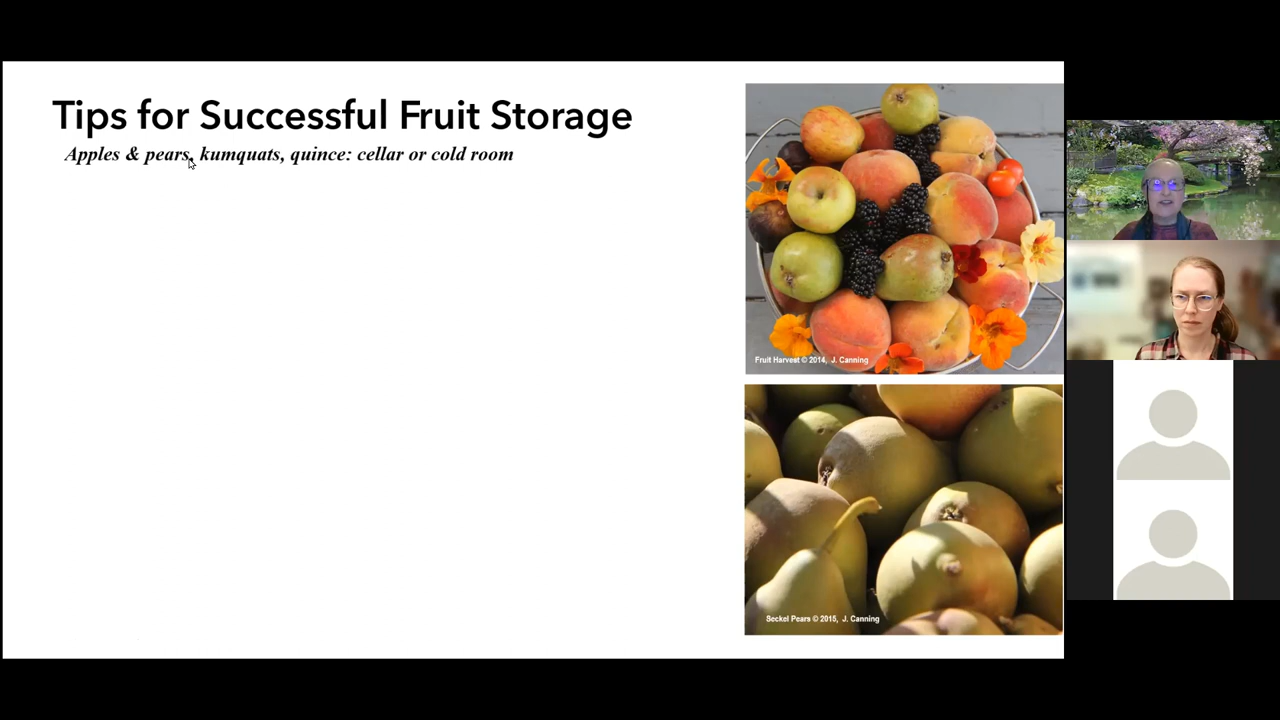 Tips for Successful Fruit Storage
Apples & pears, kumquats, quince: cellar or cold room
Fruit Harvest © 2014, J. Canning
Seckel Pears © 2015, J. Canning